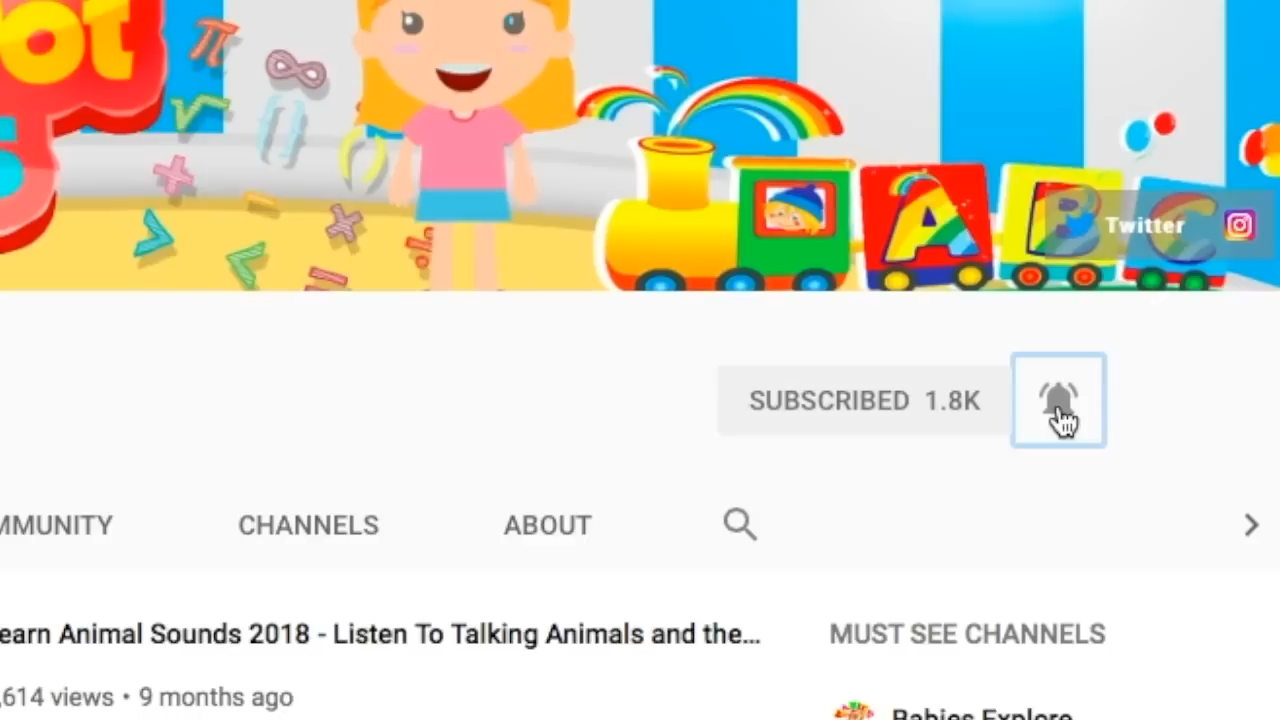 ot
A B C
Twitter
SUBSCRIBED 1.8K
MMUNITY CHANNELS ABOUT
earn Animal Sounds 2018 - Listen To Talking Animals and the...
MUST SEE CHANNELS
,614 views • 9 months ago
Babies Explore